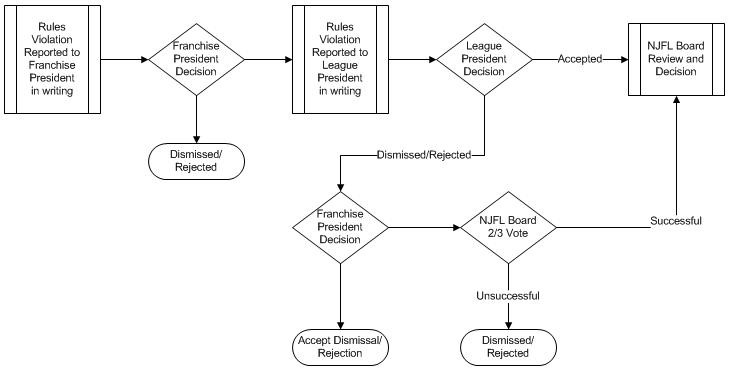 Rules
Violation
Reported to
Franchise
President
in writing
Franchise
President
Decision
Rules
Violation
Reported to
League
President
in writing
League
President
Decision
Accepted
NJFL Board
Review and
Decision
Dismissed/
Rejected
Dismissed/Rejected
Franchise
President
Decision
NJFL Board
2/3 Vote
Successful
Unsuccessful
Accept Dismissal/
Rejection
Dismissed/
Rejected